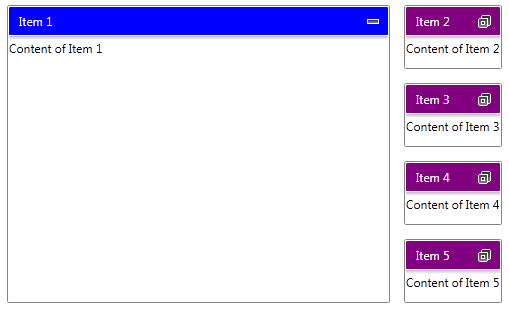 Item 1
Content of Item 1
Item 2
Content of Item 2
Item 3
Content of Item 3
Item 4
Content of Item 4
Item 5
Content of Item 5